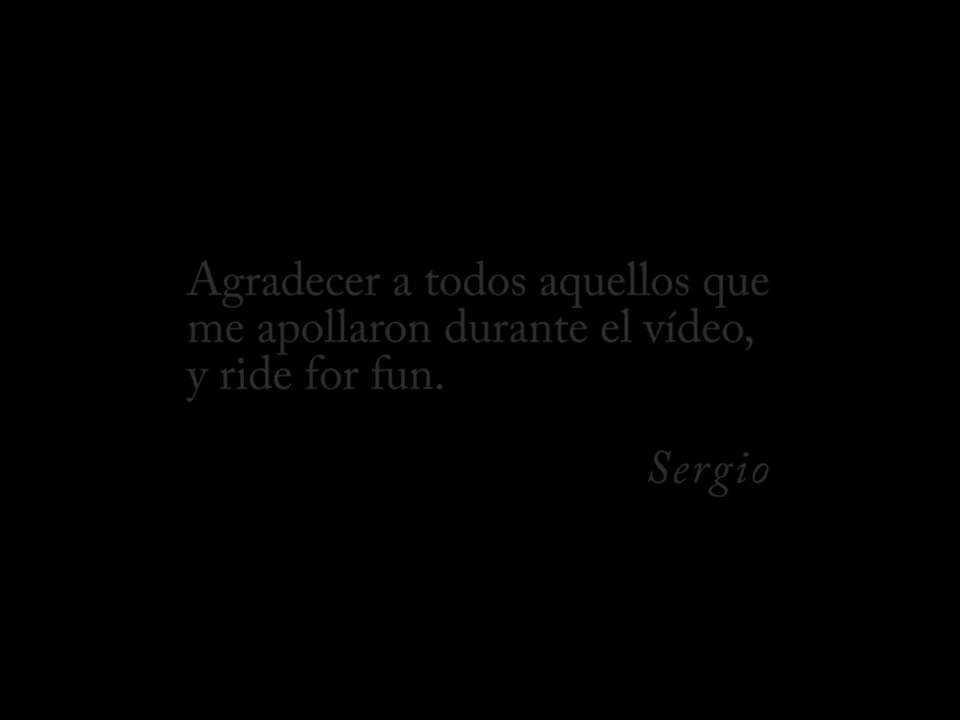 Agradecer a todos aquellos que
me apollaron durante el vídeo,
y ride for fun.
Sergio